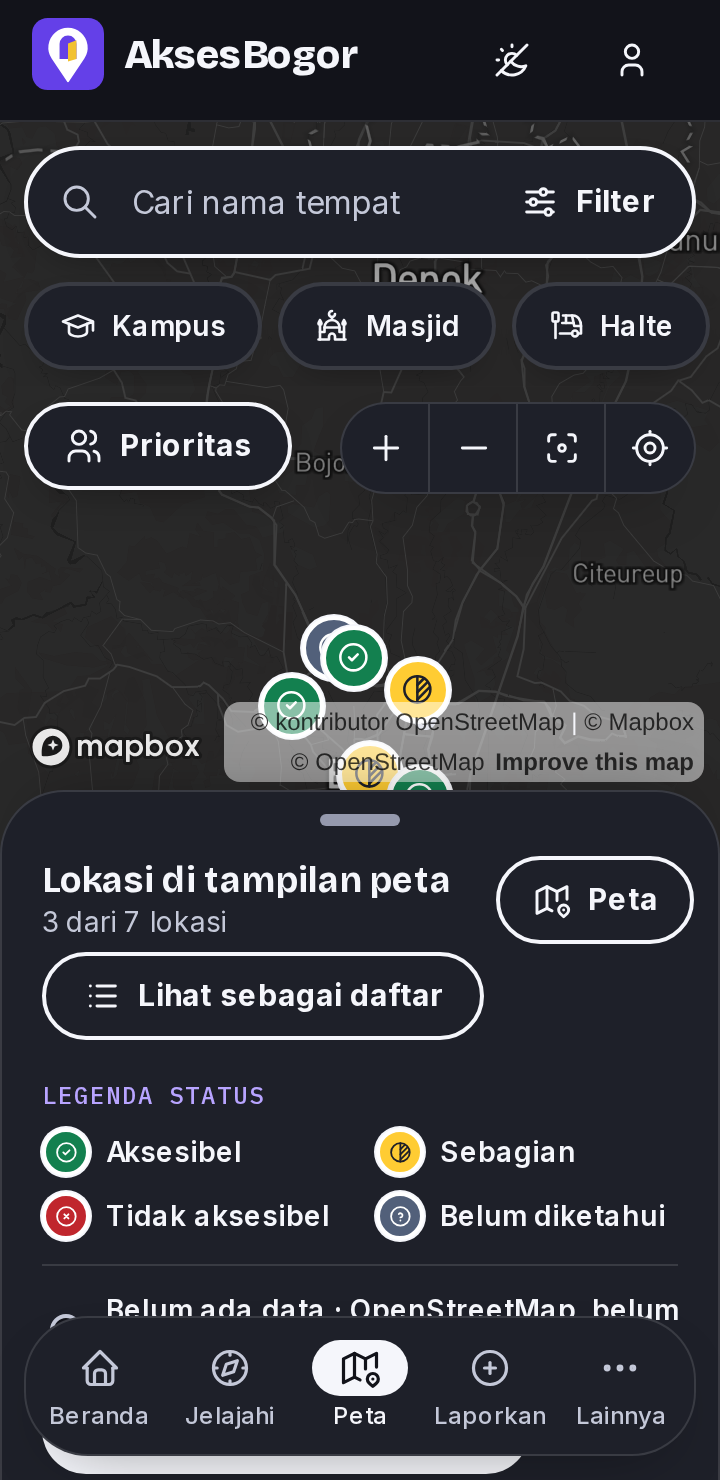 AksesBogor
Cari nama tempat
Filter
Depok
Kampus
Masjid
Halte
Prioritas
Citeureup
© kontributor OpenStreetMap | © Mapbox
© OpenStreetMap Improve this map
mapbox
Lokasi di tampilan peta
3 dari 7 lokasi
Peta
Lihat sebagai daftar
LEGENDA STATUS
Aksesibel
Sebagian
Tidak aksesibel
Belum diketahui
Belum ada data · OpenStreetMap, belum
Beranda
Jelajahi
Peta
Laporkan
Lainnya